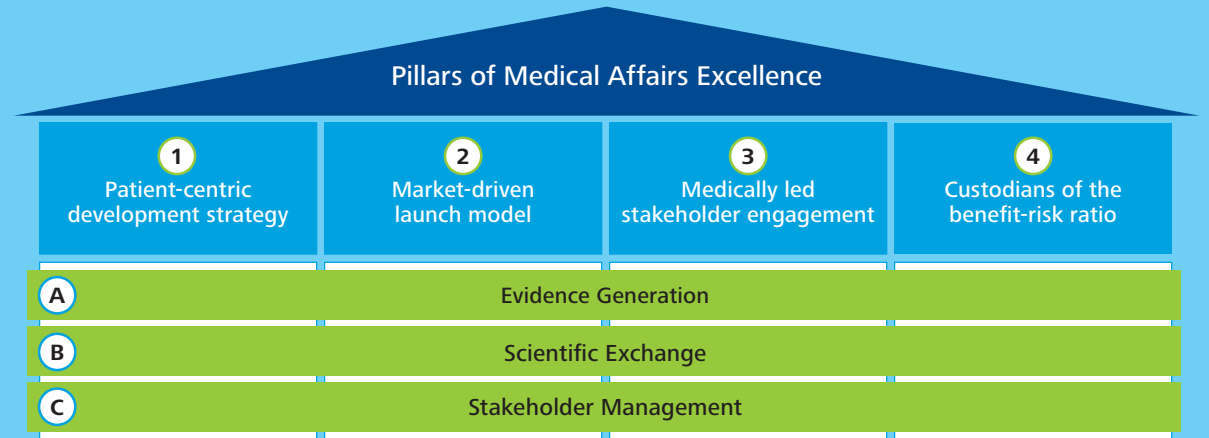 Pillars of Medical Affairs Excellence
1
Patient-centric
development strategy
2
Market-driven
launch model
3
Medically led
stakeholder engagement
4
Custodians of the
benefit-risk ratio
A
Evidence Generation
B
Scientific Exchange
C
Stakeholder Management